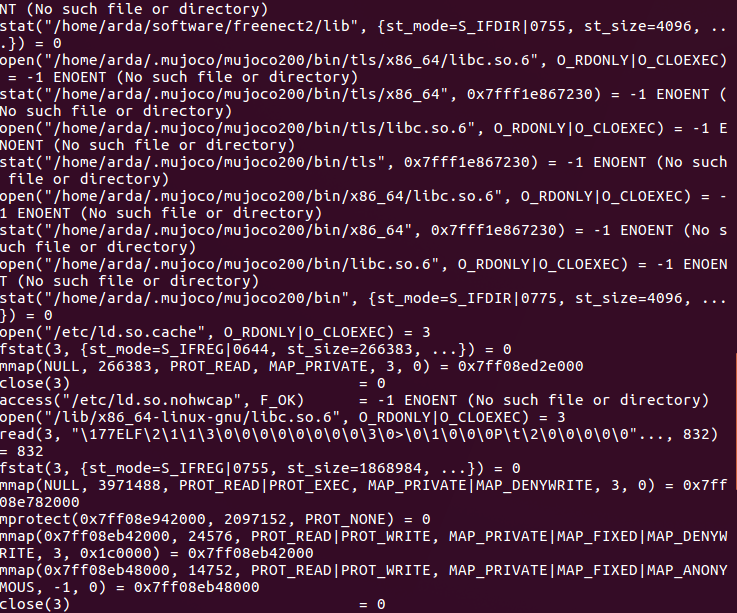 NT (No such file or directory)
stat("/home/arda/software/freenect2/lib", {st_mode=S_IFDIR|0755, st_size=4096, ..
.}) = 0
open("/home/arda/.mujoco/mujoco200/bin/tls/x86_64/libc.so.6", O_RDONLY|O_CLOEXEC)
 = -1 ENOENT (No such file or directory)
stat("/home/arda/.mujoco/mujoco200/bin/tls/x86_64", 0x7fff1e867230) = -1 ENOENT (
No such file or directory)
open("/home/arda/.mujoco/mujoco200/bin/tls/libc.so.6", O_RDONLY|O_CLOEXEC) = -1 E
NOENT (No such file or directory)
stat("/home/arda/.mujoco/mujoco200/bin/tls", 0x7fff1e867230) = -1 ENOENT (No such
 file or directory)
open("/home/arda/.mujoco/mujoco200/bin/x86_64/libc.so.6", O_RDONLY|O_CLOEXEC) = -
1 ENOENT (No such file or directory)
stat("/home/arda/.mujoco/mujoco200/bin/x86_64", 0x7fff1e867230) = -1 ENOENT (No s
uch file or directory)
open("/home/arda/.mujoco/mujoco200/bin/libc.so.6", O_RDONLY|O_CLOEXEC) = -1 ENOEN
T (No such file or directory)
stat("/home/arda/.mujoco/mujoco200/bin", {st_mode=S_IFDIR|0775, st_size=4096, ...
}) = 0
open("/etc/ld.so.cache", O_RDONLY|O_CLOEXEC) = 3
fstat(3, {st_mode=S_IFREG|0644, st_size=266383, ...}) = 0
mmap(NULL, 266383, PROT_READ, MAP_PRIVATE, 3, 0) = 0x7ff08ed2e000
close(3)                                = 0
access("/etc/ld.so.nohwcap", F_OK)      = -1 ENOENT (No such file or directory)
open("/lib/x86_64-linux-gnu/libc.so.6", O_RDONLY|O_CLOEXEC) = 3
read(3, "\177ELF\2\1\1\3\0\0\0\0\0\0\0\0\3\0>\0\1\0\0\0P\t\2\0\0\0\0\0"..., 832)
= 832
fstat(3, {st_mode=S_IFREG|0755, st_size=1868984, ...}) = 0
mmap(NULL, 3971488, PROT_READ|PROT_EXEC, MAP_PRIVATE|MAP_DENYWRITE, 3, 0) = 0x7ff
08e782000
mprotect(0x7ff08e942000, 2097152, PROT_NONE) = 0
mmap(0x7ff08eb42000, 24576, PROT_READ|PROT_WRITE, MAP_PRIVATE|MAP_FIXED|MAP_DENYW
RITE, 3, 0x1c0000) = 0x7ff08eb42000
mmap(0x7ff08eb48000, 14752, PROT_READ|PROT_WRITE, MAP_PRIVATE|MAP_FIXED|MAP_ANONY
MOUS, -1, 0) = 0x7ff08eb48000
close(3)                                = 0